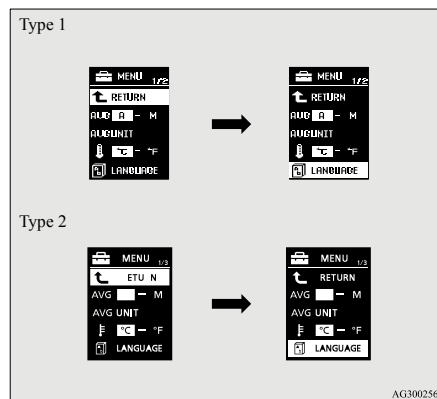 Type 1
MENU 1/2
RETURN
AVG A - M
AVG UNIT
°C - °F
LANGUAGE
MENU 1/2
RETURN
AVG A - M
AVG UNIT
°C - °F
LANGUAGE
Type 2
MENU 1/3
ETU N
AVG - M
AVG UNIT
°C - °F
LANGUAGE
MENU 1/3
RETURN
AVG - M
AVG UNIT
°C - °F
LANGUAGE
AG300256